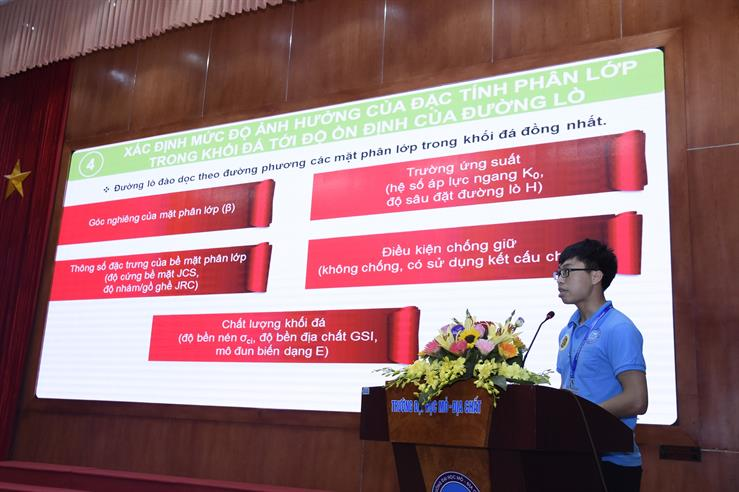 4
XÁC ĐỊNH MỨC ĐỘ ẢNH HƯỞNG CỦA ĐẶC TÍNH PHÂN LỚP
TRONG KHỐI ĐÁ TỚI ĐỘ ỔN ĐỊNH CỦA ĐƯỜNG LÒ
❖ Đường lò đào dọc theo đường phương các mặt phân lớp trong khối đá đồng nhất.
Góc nghiêng của mặt phân lớp (β)
Trường ứng suất
(hệ số áp lực ngang K₀,
độ sâu đặt đường lò H)
Thông số đặc trưng của bề mặt phân lớp
(độ cứng bề mặt JCS,
độ nhám/gồ ghề JRC)
Điều kiện chống giữ
(không chống, có sử dụng kết cấu
Chất lượng khối đá
(độ bền nén σci, độ bền địa chất GSI,
mô đun biến dạng E)
MỎ-ĐỊA CHẤT